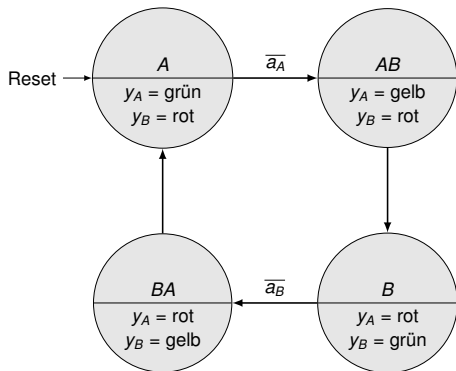 A
y_A = grün
y_B = rot
Reset
\overline{a_A}
AB
y_A = gelb
y_B = rot
BA
y_A = rot
y_B = gelb
\overline{a_B}
B
y_A = rot
y_B = grün